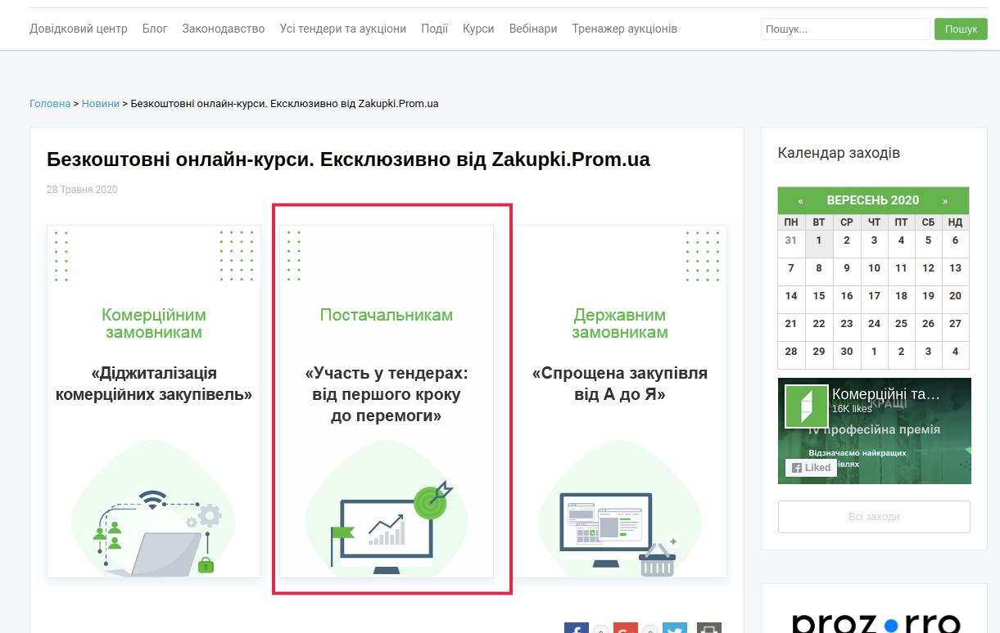 Довідковий центр Блог Законодавство Усі тендери та аукціони Події Курси Вебінари Тренажер аукціонів Пошук... Пошук
Головна > Новини > Безкоштовні онлайн-курси. Ексклюзивно від Zakupki.Prom.ua
Безкоштовні онлайн-курси. Ексклюзивно від Zakupki.Prom.ua
28 Травня 2020
Комерційним
замовникам
«Діджиталізація
комерційних закупівель»
Постачальникам
«Участь у тендерах:
від першого кроку
до перемоги»
Державним
замовникам
«Спрощена закупівля
від А до Я»
Календар заходів
« ВЕРЕСЕНЬ 2020 »
ПН ВТ СР ЧТ ПТ СБ НД
31 1 2 3 4 5 6
7 8 9 10 11 12 13
14 15 16 17 18 19 20
21 22 23 24 25 26 27
28 29 30 1 2 3 4
Комерційні та...
КРАЩІ
16K likes
IV професійна премія
Відзначаємо найкращих
івлях
Liked
Всі заходи
prozorro